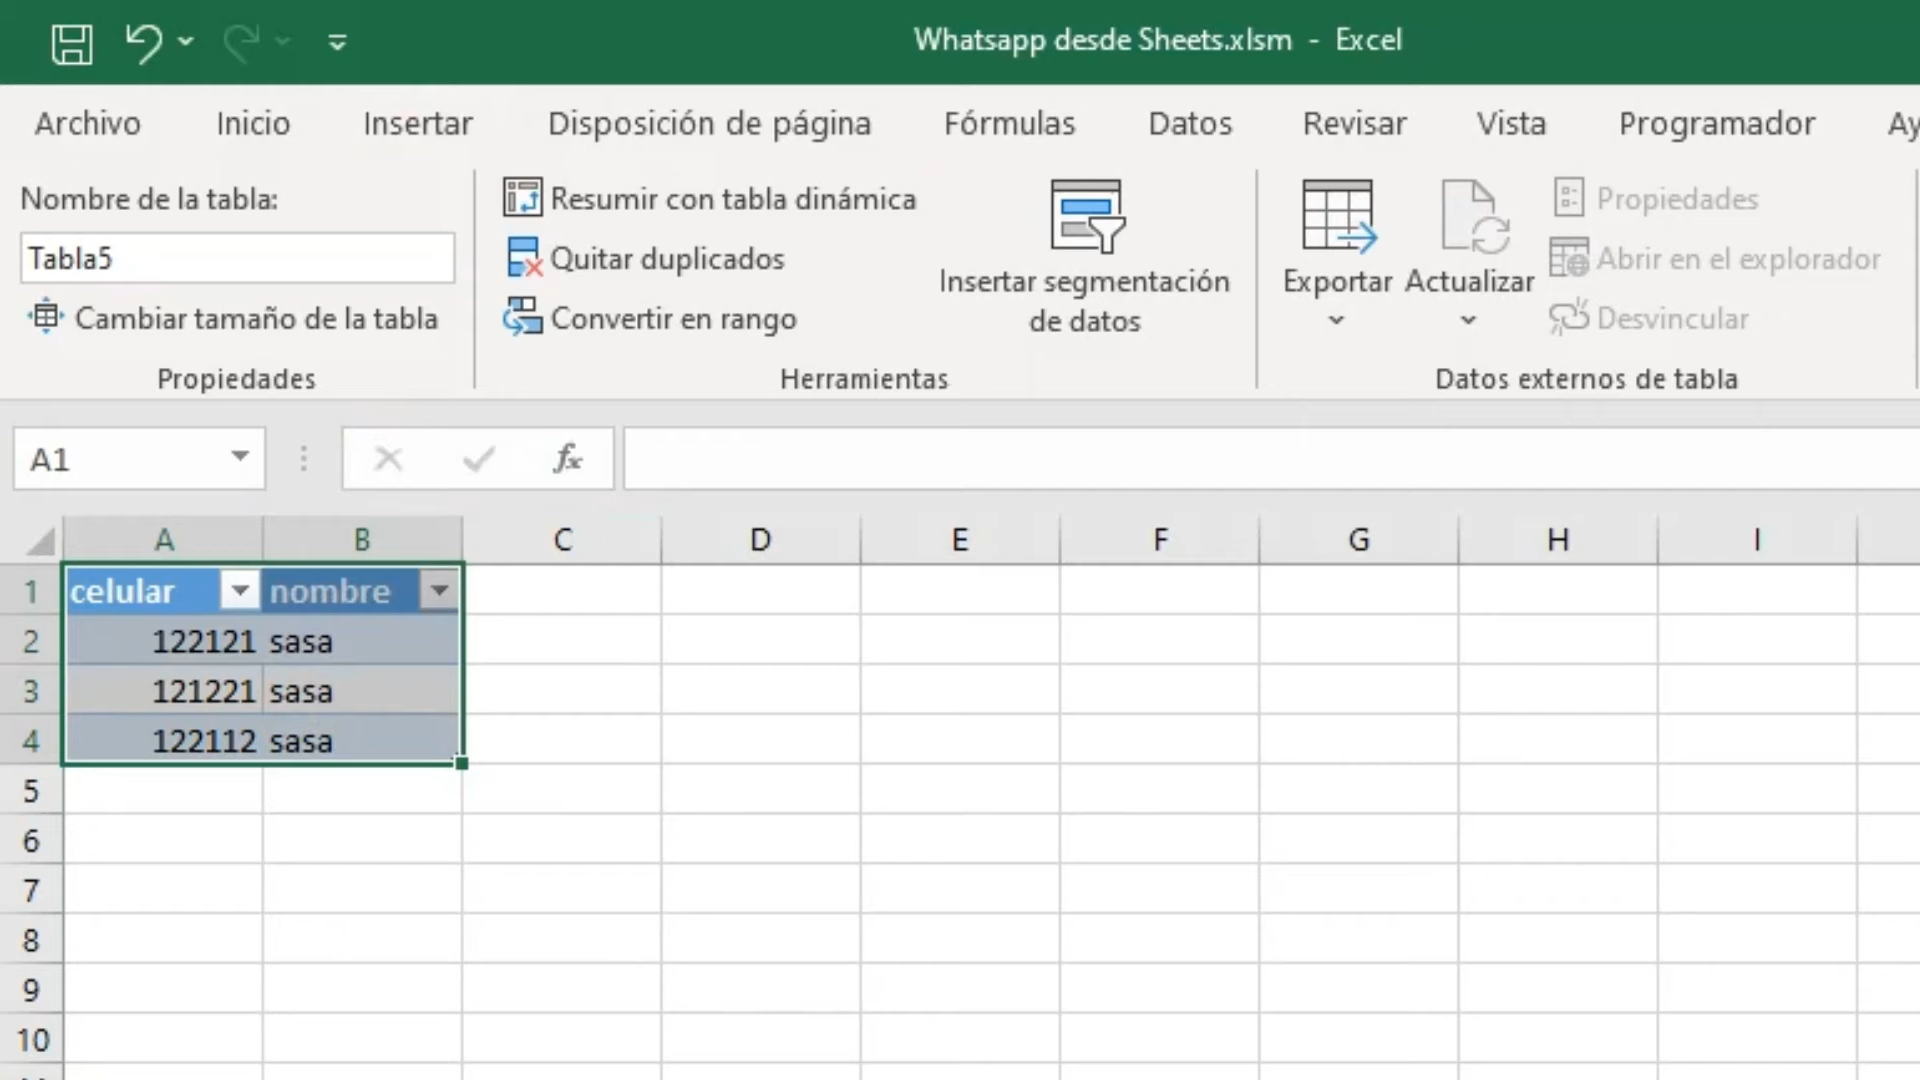 Whatsapp desde Sheets.xlsm - Excel
Archivo Inicio Insertar Disposición de página Fórmulas Datos Revisar Vista Programador
Nombre de la tabla:
Tabla5
Cambiar tamaño de la tabla
Propiedades
Resumir con tabla dinámica
Quitar duplicados
Convertir en rango
Insertar segmentación
de datos
Herramientas
Exportar
Actualizar
Propiedades
Abrir en el explorador
Desvincular
Datos externos de tabla
A1 fx
A B C D E F G H I
1 celular nombre
2 122121 sasa
3 121221 sasa
4 122112 sasa
5
6
7
8
9
10